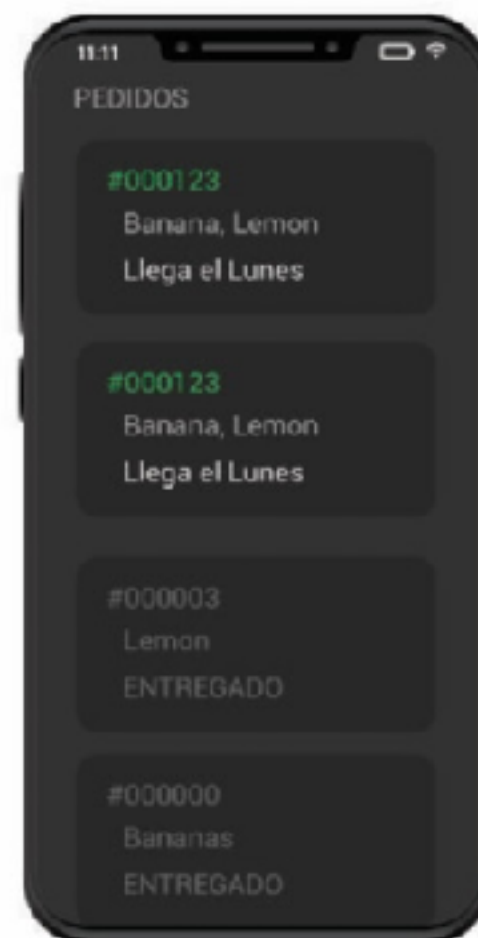 11:11
PEDIDOS
#000123
Banana, Lemon
Llega el Lunes
#000123
Banana, Lemon
Llega el Lunes
#000003
Lemon
ENTREGADO
#000000
Bananas
ENTREGADO